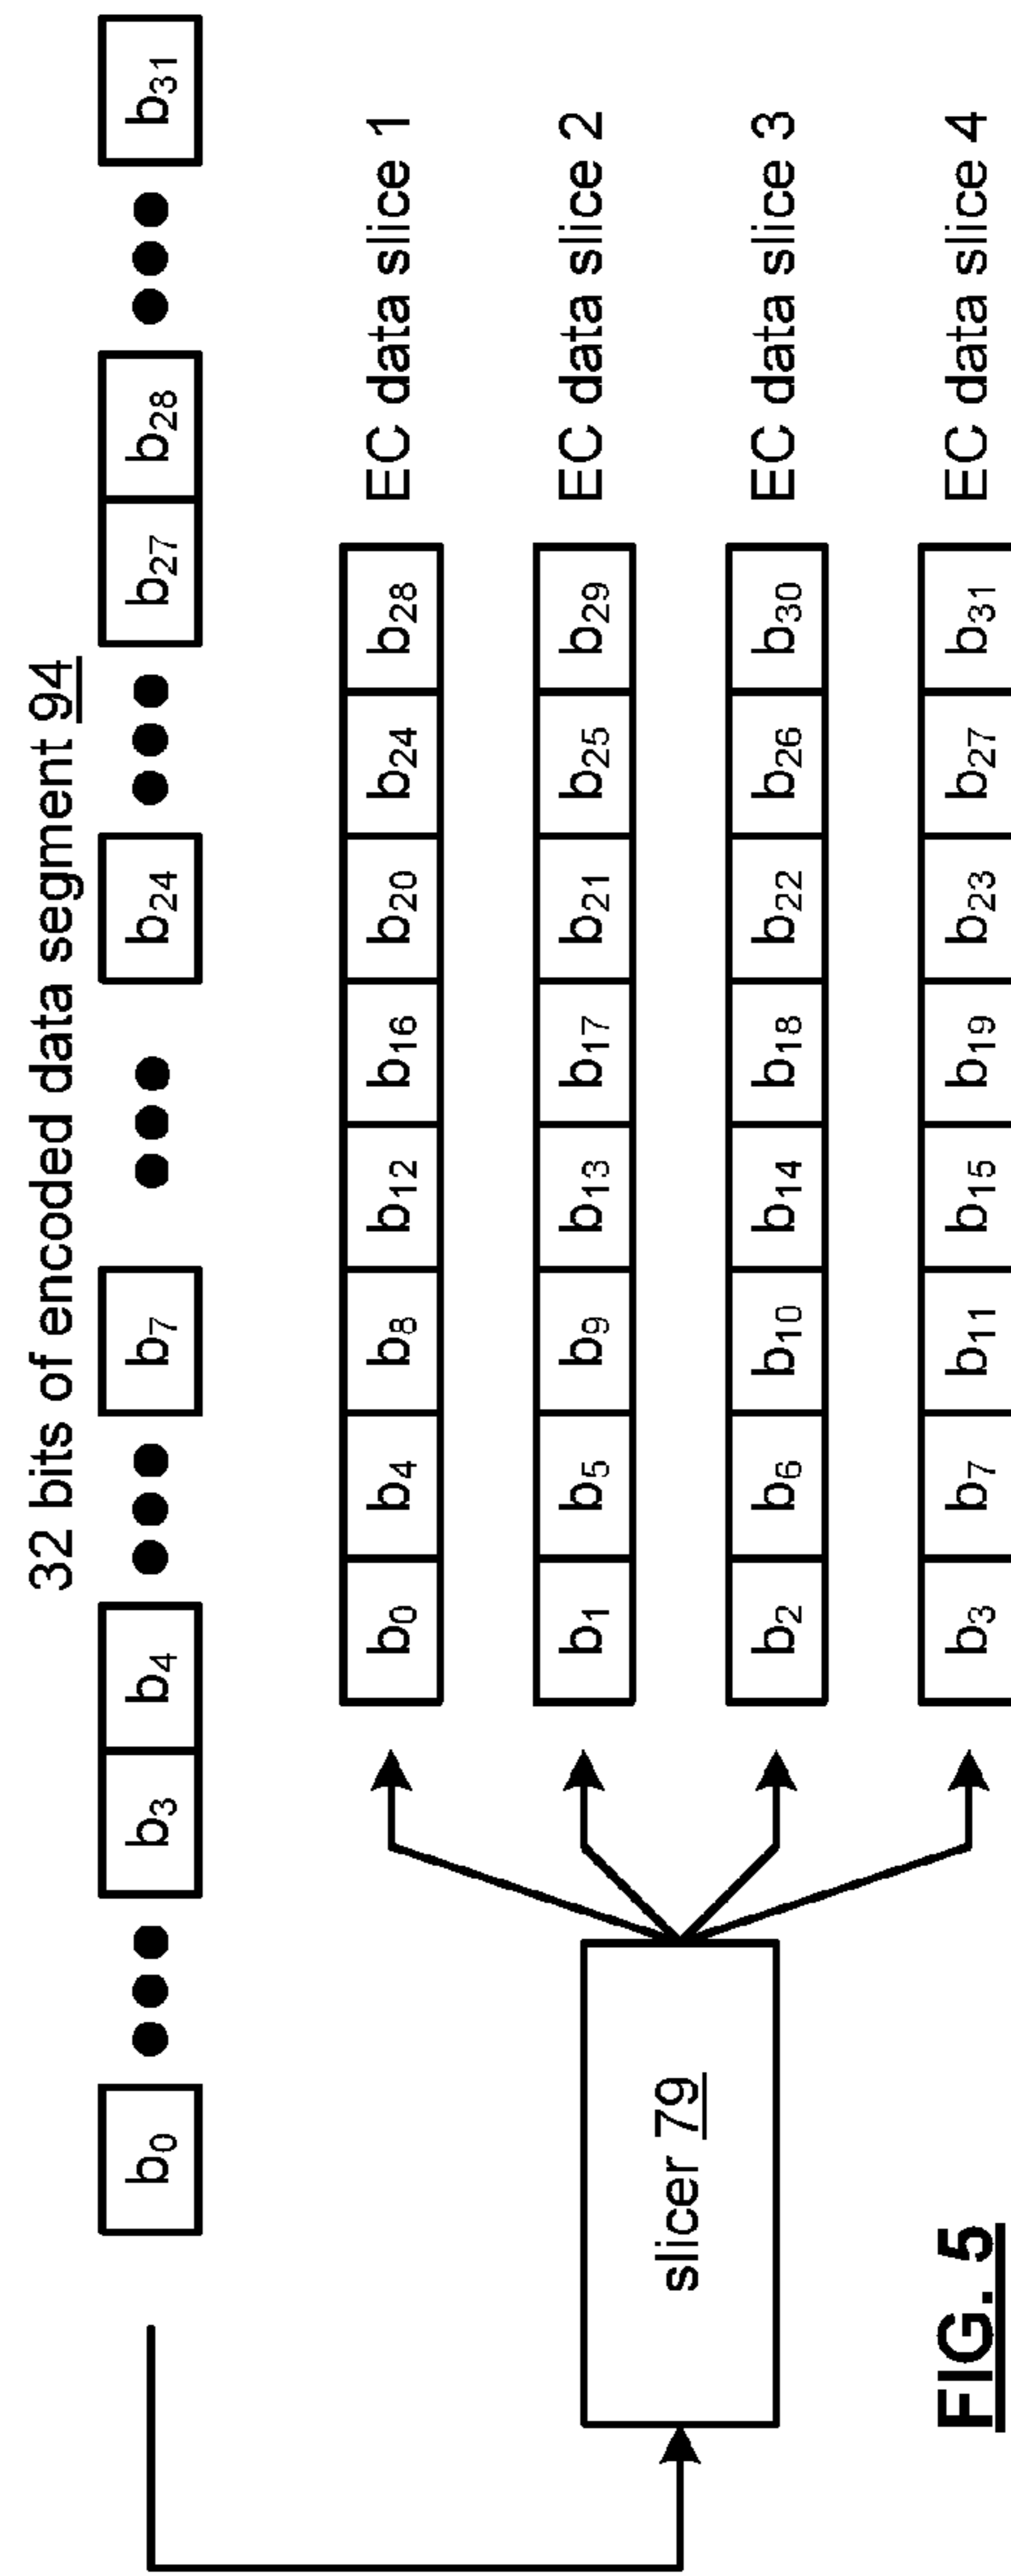 32 bits of encoded data segment 94
b0 b3 b4 b7 b24 b27 b28 b31
b0 b4 b8 b12 b16 b20 b24 b28 EC data slice 1
b1 b5 b9 b13 b17 b21 b25 b29 EC data slice 2
slicer 79
b2 b6 b10 b14 b18 b22 b26 b30 EC data slice 3
b3 b7 b11 b15 b19 b23 b27 b31 EC data slice 4
FIG. 5